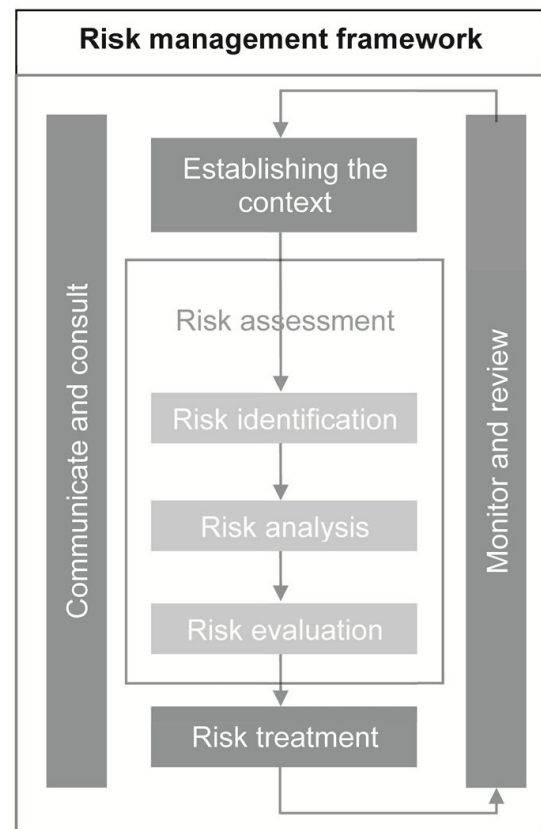 Risk management framework
Establishing the
context
Communicate and consult
Risk assessment
Risk identification
Risk analysis
Risk evaluation
Risk treatment
Monitor and review